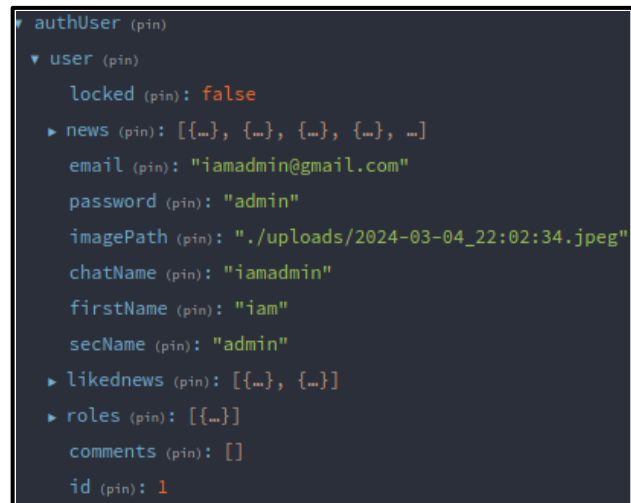 ▼ authUser (pin)
▼ user (pin)
locked (pin): false
▶ news (pin): [{…}, {…}, {…}, {…}, …]
email (pin): "iamadmin@gmail.com"
password (pin): "admin"
imagePath (pin): "./uploads/2024-03-04_22:02:34.jpeg"
chatName (pin): "iamadmin"
firstName (pin): "iam"
secName (pin): "admin"
▶ likednews (pin): [{…}, {…}]
▶ roles (pin): [{…}]
comments (pin): []
id (pin): 1